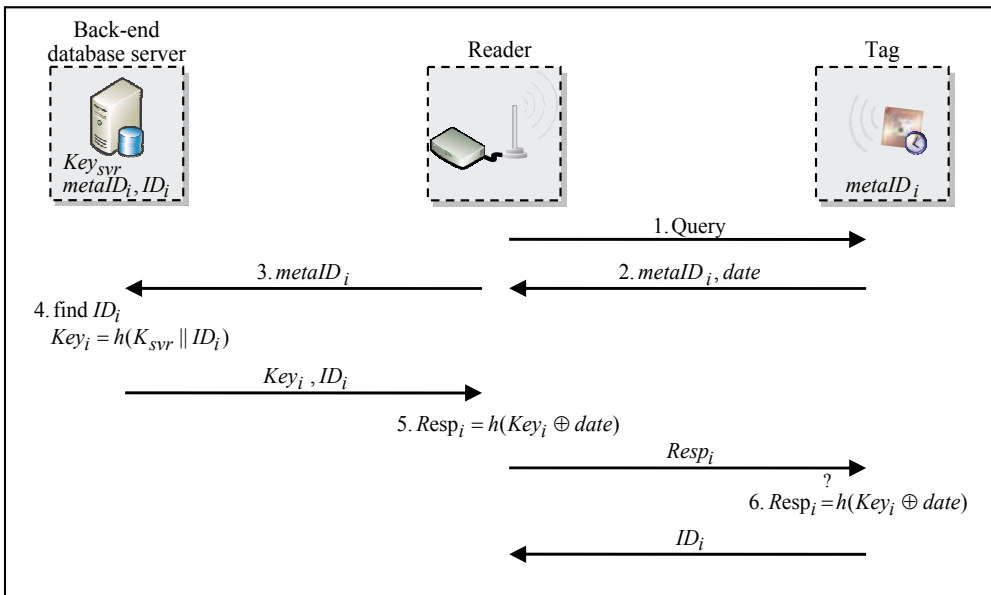 Back-end
database server
Reader
Tag
Key_svr
metaID_i, ID_i
metaID_i
1. Query
3. metaID_i
2. metaID_i, date
4. find ID_i
Key_i = h(K_svr || ID_i)
Key_i , ID_i
5. Resp_i = h(Key_i ⊕ date)
Resp_i
?
6. Resp_i = h(Key_i ⊕ date)
ID_i